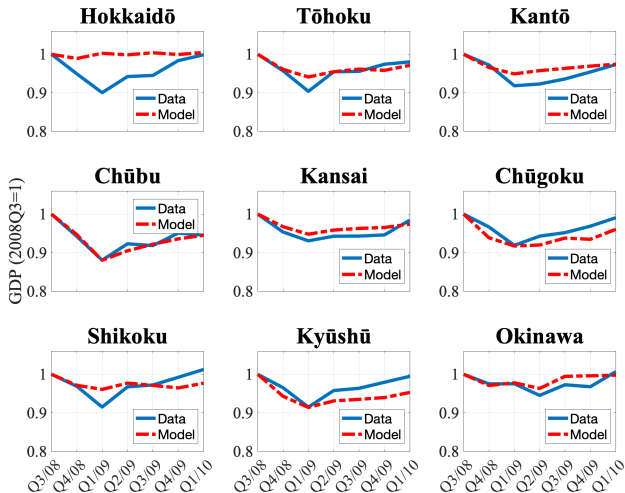 Hokkaidō
Tōhoku
Kantō
1
0.9
0.8
Data
Model
1
0.9
0.8
Data
Model
1
0.9
0.8
Data
Model
Chūbu
Kansai
Chūgoku
GDP (2008Q3=1)
1
0.9
0.8
Data
Model
1
0.9
0.8
Data
Model
1
0.9
0.8
Data
Model
Shikoku
Kyūshū
Okinawa
1
0.9
0.8
Data
Model
1
0.9
0.8
Data
Model
1
0.9
0.8
Data
Model
Q3/08
Q4/08
Q1/09
Q2/09
Q3/09
Q4/09
Q1/10
Q3/08
Q4/08
Q1/09
Q2/09
Q3/09
Q4/09
Q1/10
Q3/08
Q4/08
Q1/09
Q2/09
Q3/09
Q4/09
Q1/10